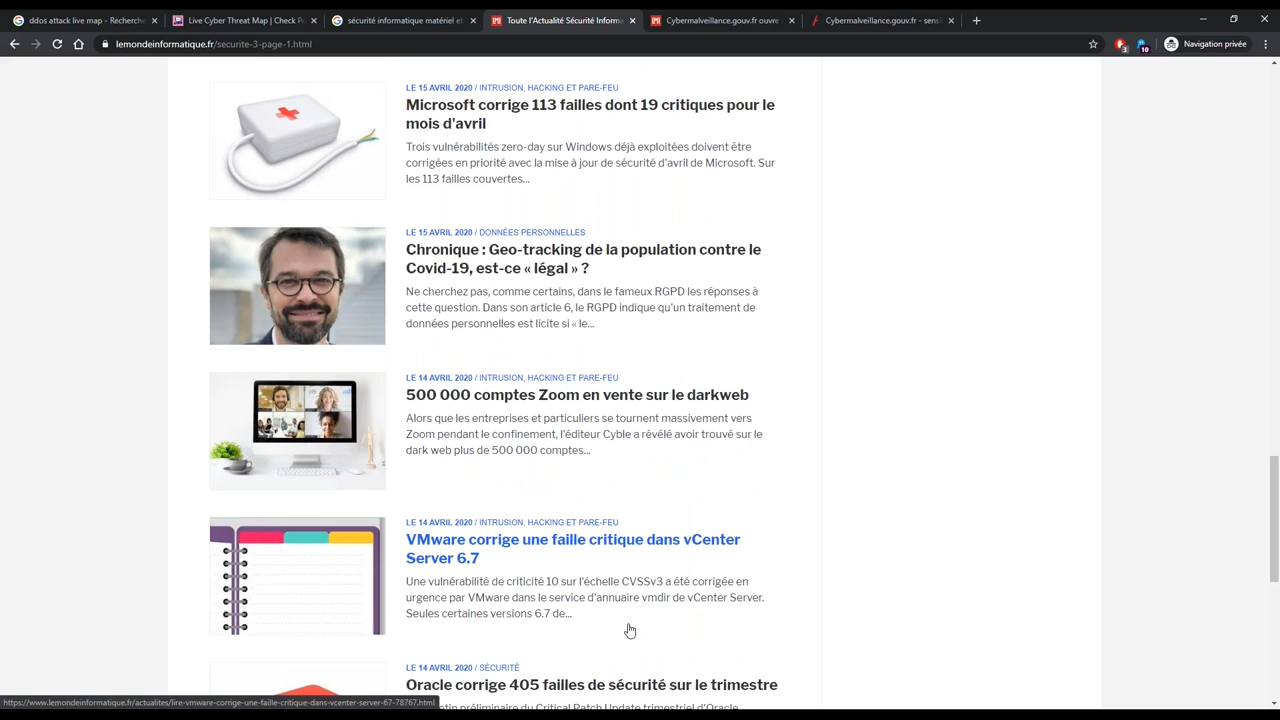 ddos attack live map - Recherche
Live Cyber Threat Map | Check P
sécurité informatique matériel et
Toute l'Actualité Sécurité Inform
Cybermalveillance.gouv.fr ouvre
Cybermalveillance.gouv.fr - sensi
lemondeinformatique.fr/securite-3-page-1.html
3
10
Navigation privée
LE 15 AVRIL 2020 / INTRUSION, HACKING ET PARE-FEU
Microsoft corrige 113 failles dont 19 critiques pour le
mois d'avril
Trois vulnérabilités zero-day sur Windows déjà exploitées doivent être
corrigées en priorité avec la mise à jour de sécurité d'avril de Microsoft. Sur
les 113 failles couvertes...
LE 15 AVRIL 2020 / DONNÉES PERSONNELLES
Chronique : Geo-tracking de la population contre le
Covid-19, est-ce « légal » ?
Ne cherchez pas, comme certains, dans le fameux RGPD les réponses à
cette question. Dans son article 6, le RGPD indique qu'un traitement de
données personnelles est licite si « le...
LE 14 AVRIL 2020 / INTRUSION, HACKING ET PARE-FEU
500 000 comptes Zoom en vente sur le darkweb
Alors que les entreprises et particuliers se tournent massivement vers
Zoom pendant le confinement, l'éditeur Cyble a révélé avoir trouvé sur le
dark web plus de 500 000 comptes...
LE 14 AVRIL 2020 / INTRUSION, HACKING ET PARE-FEU
VMware corrige une faille critique dans vCenter
Server 6.7
Une vulnérabilité de criticité 10 sur l'échelle CVSSv3 a été corrigée en
urgence par VMware dans le service d'annuaire vmdir de vCenter Server.
Seules certaines versions 6.7 de...
LE 14 AVRIL 2020 / SÉCURITÉ
Oracle corrige 405 failles de sécurité sur le trimestre
préliminaire du Critical Patch Update trimestriel d'Oracle
https://www.lemondeinformatique.fr/actualites/lire-vmware-corrige-une-faille-critique-dans-vcenter-server-67-78767.html